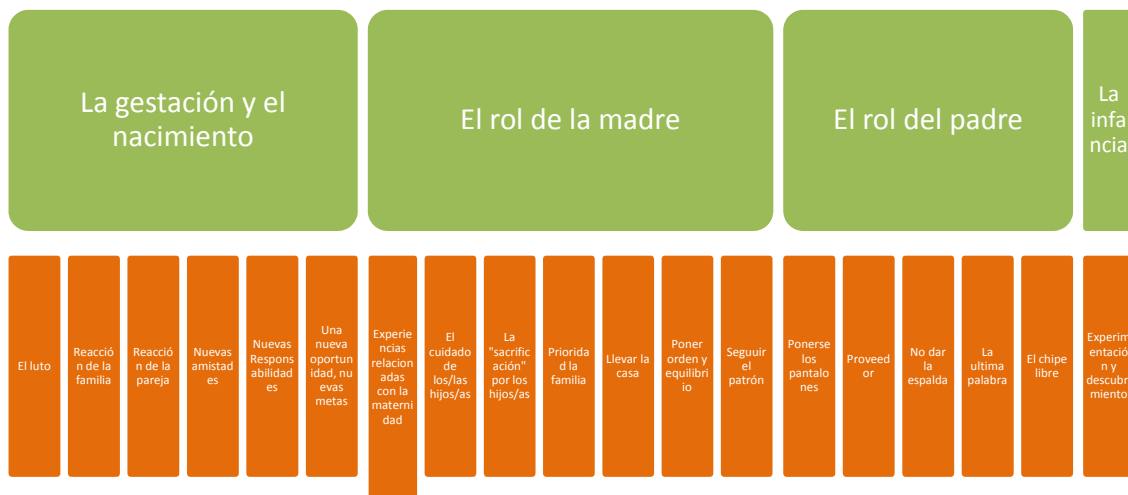 La gestación y el
nacimiento
El rol de la madre
El rol del padre
La
infa
ncia
El luto
Reacció
n de la
familia
Reacció
n de la
pareja
Nuevas
amistad
es
Nuevas
Respons
abilidad
es
Una
nueva
oportun
idad, nu
evas
metas
Experie
ncias
relacion
adas
con la
materni
dad
El
cuidado
de
los/las
hijos/as
La
"sacrific
ación"
por los
hijos/as
Priorida
d la
familia
Llevar la
casa
Poner
orden y
equilibri
o
Seguuir
el
patrón
Ponerse
los
pantalo
nes
Proveed
or
No dar
la
espalda
La
ultima
palabra
El chipe
libre
Experim
entació
n y
descubri
miento